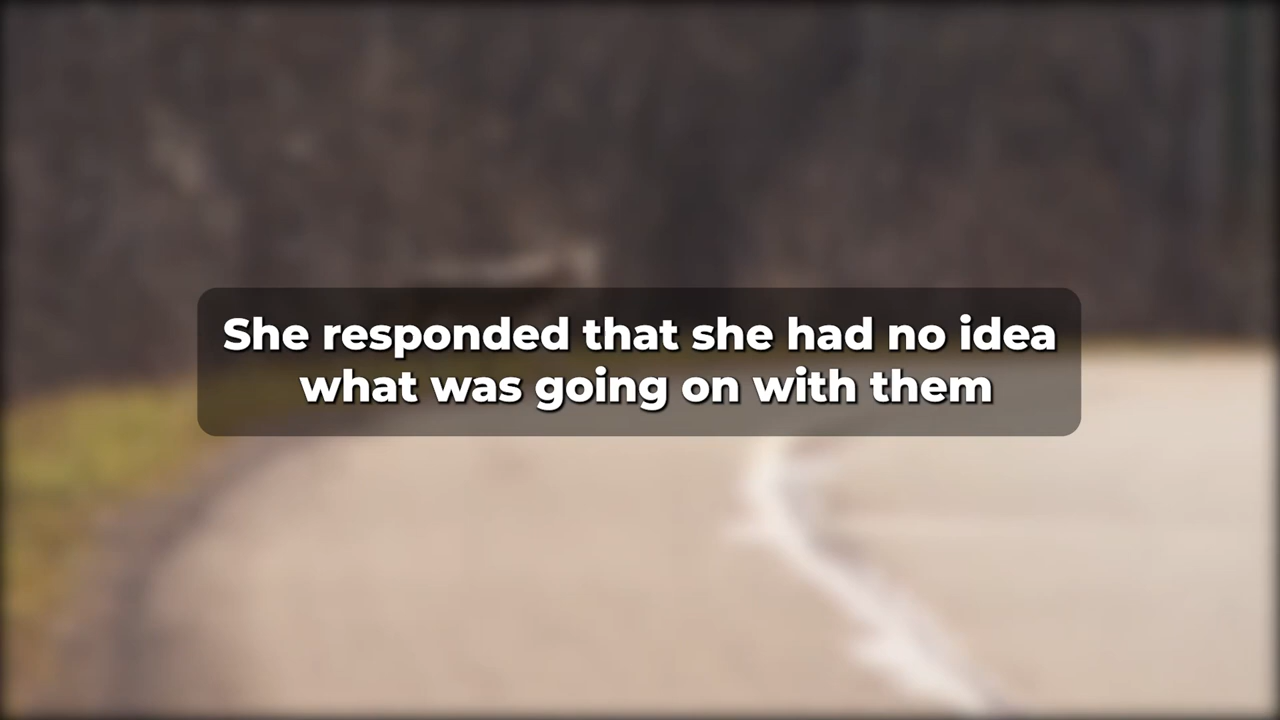 She responded that she had no idea
what was going on with them